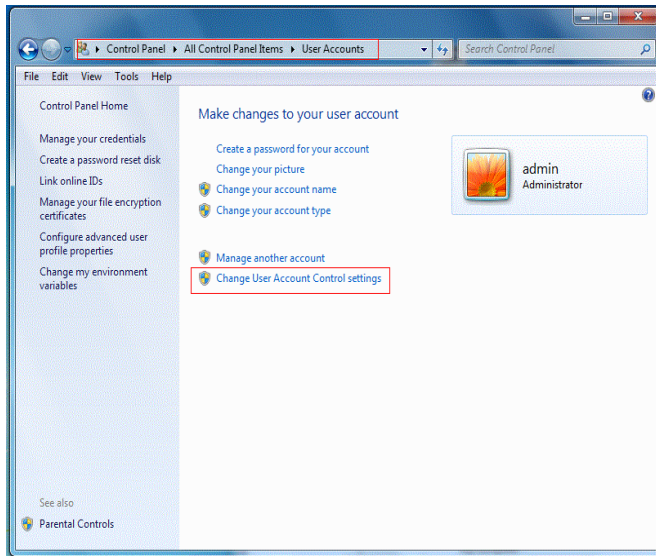 Control Panel All Control Panel Items User Accounts Search Control Panel
File Edit View Tools Help
Control Panel Home
Manage your credentials
Create a password reset disk
Link online IDs
Manage your file encryption
certificates
Configure advanced user
profile properties
Change my environment
variables
See also
Parental Controls
Make changes to your user account
Create a password for your account
Change your picture
Change your account name
Change your account type
Manage another account
Change User Account Control settings
admin
Administrator